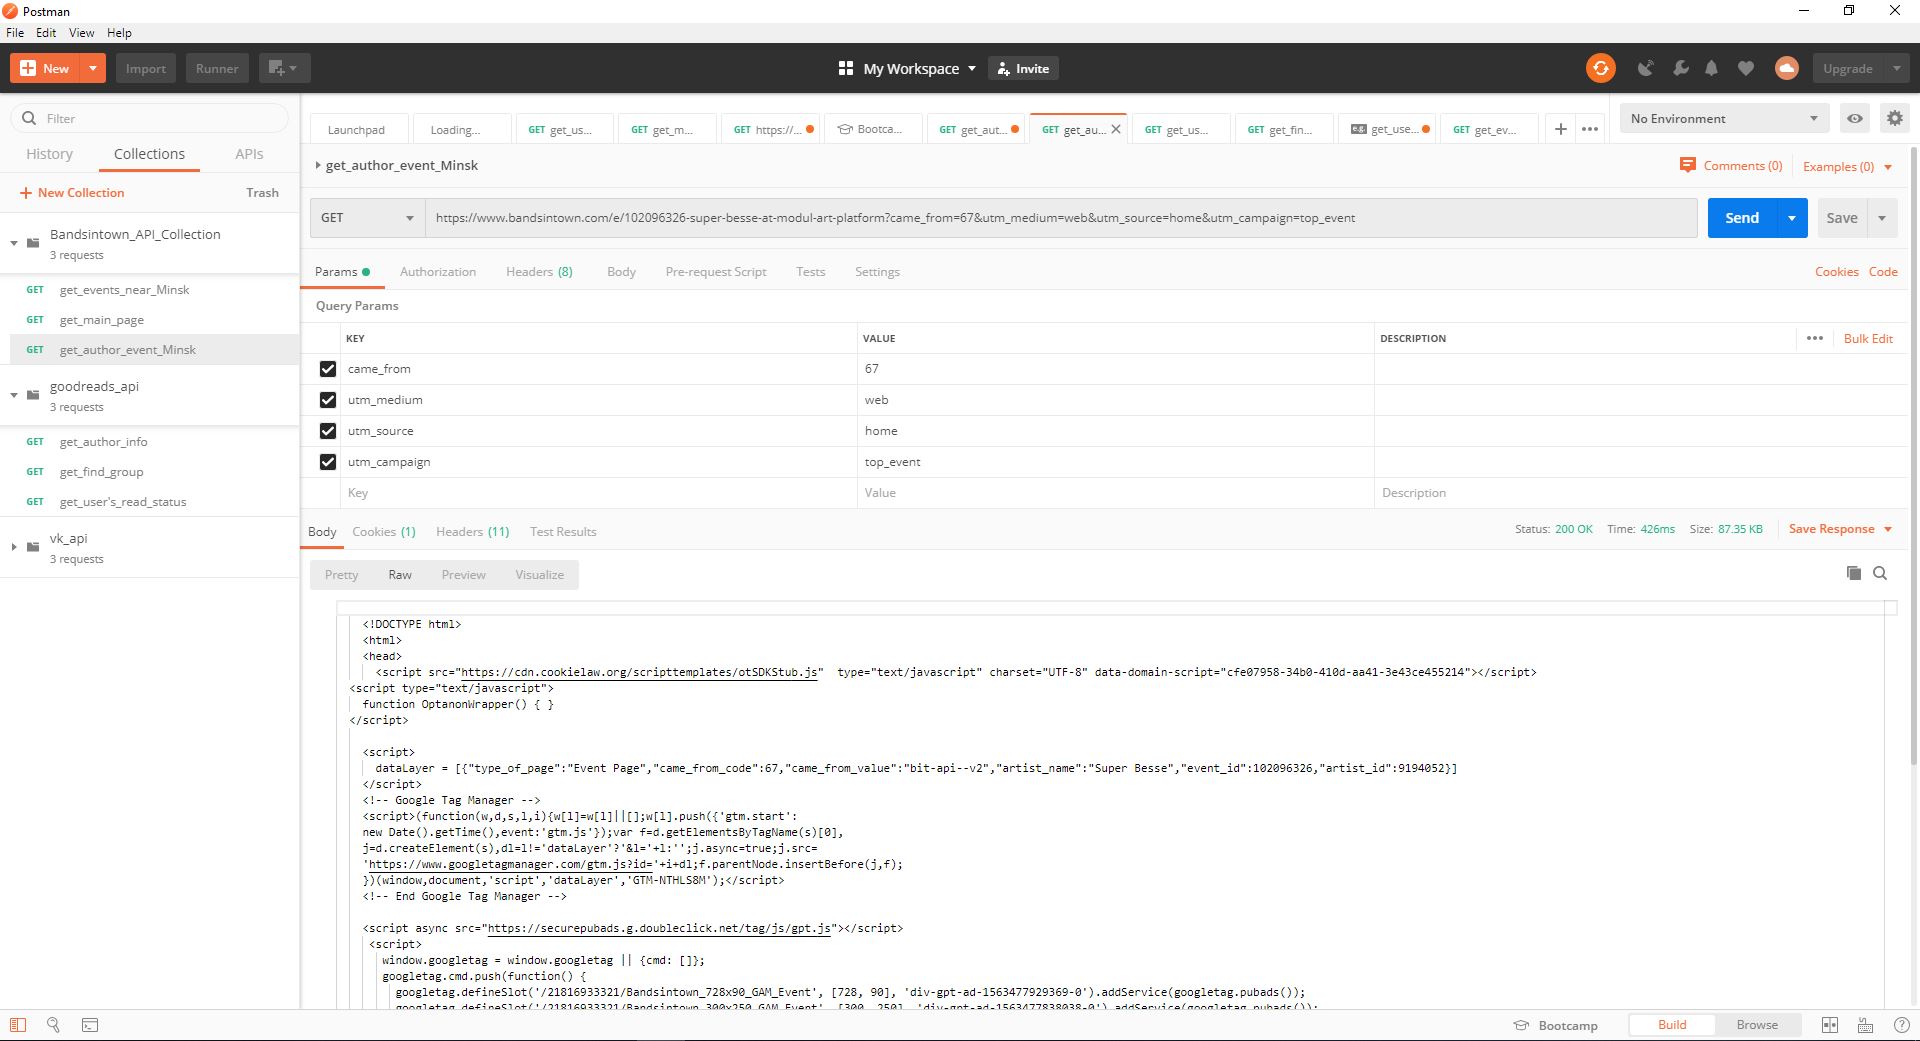 Postman
File Edit View Help
New Import Runner My Workspace Invite Upgrade
Filter
History Collections APIs
New Collection Trash
Bandsintown_API_Collection
3 requests
GET get_events_near_Minsk
GET get_main_page
GET get_author_event_Minsk
goodreads_api
3 requests
GET get_author_info
GET get_find_group
GET get_user's_read_status
vk_api
3 requests
Launchpad Loading... GET get_us... GET get_m... GET https://... Bootca... GET get_aut... GET get_au... GET get_us... GET get_fin... e.g. get_use... GET get_ev... No Environment
get_author_event_Minsk Comments (0) Examples (0)
GET https://www.bandsintown.com/e/102096326-super-besse-at-modul-art-platform?came_from=67&utm_medium=web&utm_source=home&utm_campaign=top_event Send Save
Params Authorization Headers (8) Body Pre-request Script Tests Settings Cookies Code
Query Params
KEY VALUE DESCRIPTION Bulk Edit
came_from 67
utm_medium web
utm_source home
utm_campaign top_event
Key Value Description
Body Cookies (1) Headers (11) Test Results Status: 200 OK Time: 426ms Size: 87.35 KB Save Response
Pretty Raw Preview Visualize
<!DOCTYPE html>
<html>
<head>
<script src="https://cdn.cookielaw.org/scripttemplates/otSDKStub.js"  type="text/javascript" charset="UTF-8" data-domain-script="cfe07958-34b0-410d-aa41-3e43ce455214"></script>
<script type="text/javascript">
function OptanonWrapper() { }
</script>
<script>
dataLayer = [{"type_of_page":"Event Page","came_from_code":67,"came_from_value":"bit-api--v2","artist_name":"Super Besse","event_id":102096326,"artist_id":9194052}]
</script>
<!-- Google Tag Manager -->
<script>(function(w,d,s,l,i){w[l]=w[l]||[];w[l].push({'gtm.start':
new Date().getTime(),event:'gtm.js'});var f=d.getElementsByTagName(s)[0],
j=d.createElement(s),dl=l!='dataLayer'?'&l='+l:'';j.async=true;j.src=
'https://www.googletagmanager.com/gtm.js?id='+i+dl;f.parentNode.insertBefore(j,f);
})(window,document,'script','dataLayer','GTM-NTHLS8M');</script>
<!-- End Google Tag Manager -->
<script async src="https://securepubads.g.doubleclick.net/tag/js/gpt.js"></script>
<script>
window.googletag = window.googletag || {cmd: []};
googletag.cmd.push(function() {
googletag.defineSlot('/21816933321/Bandsintown_728x90_GAM_Event', [728, 90], 'div-gpt-ad-1563477929369-0').addService(googletag.pubads());
googletag.defineSlot('/21816933321/Bandsintown_300x250_GAM_Event', [300, 250], 'div-gpt-ad-1563477838038-0').addService(googletag.pubads());
Bootcamp Build Browse